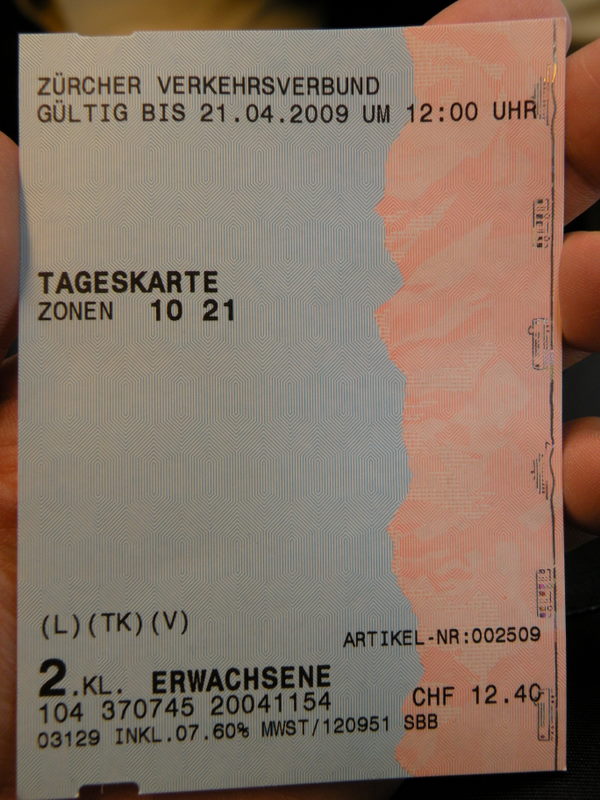 ZÜRCHER VERKEHRSVERBUND
GÜLTIG BIS 21.04.2009 UM 12:00 UHR
TAGESKARTE
ZONEN 10 21
(L)(TK)(V)
ARTIKEL-NR:002509
2.KL. ERWACHSENE
CHF 12.40
104 370745 20041154
03129 INKL.07.60% MWST/120951 SBB